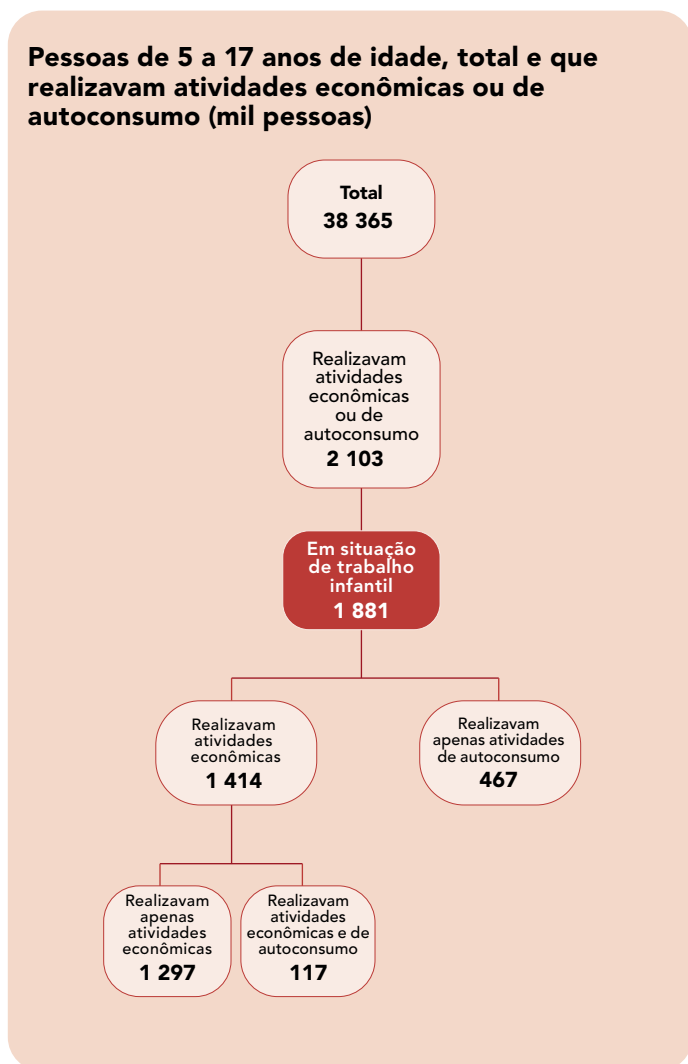 Pessoas de 5 a 17 anos de idade, total e que
realizavam atividades econômicas ou de
autoconsumo (mil pessoas)
Total
38 365
Realizavam
atividades
econômicas
ou de
autoconsumo
2 103
Em situação
de trabalho
infantil
1 881
Realizavam
atividades
econômicas
1 414
Realizavam
apenas atividades
de autoconsumo
467
Realizavam
apenas
atividades
econômicas
1 297
Realizavam
atividades
econômicas e de
autoconsumo
117